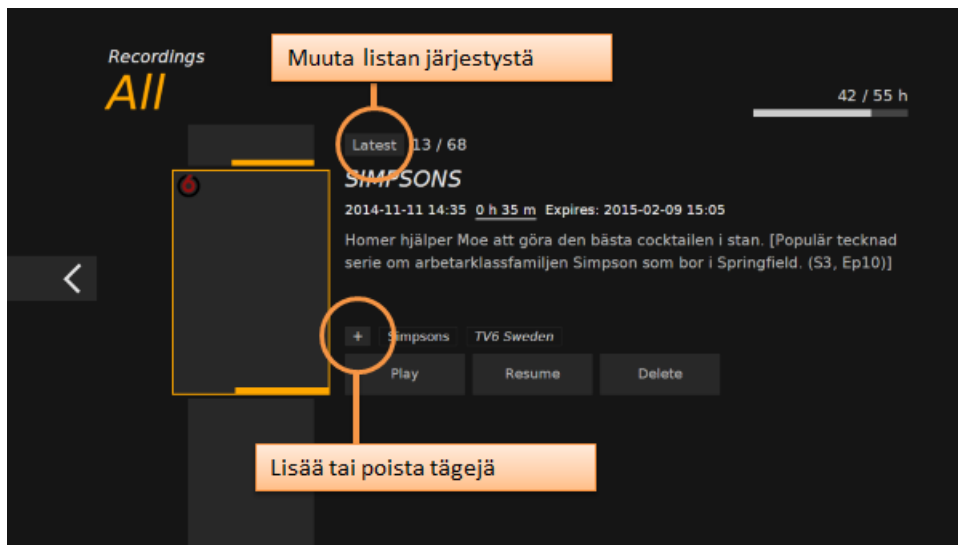 Recordings
All
Muuta listan järjestystä
42 / 55 h
Latest 13 / 68
SIMPSONS
2014-11-11 14:35 0 h 35 m Expires: 2015-02-09 15:05
Homer hjälper Moe att göra den bästa cocktailen i stan. [Populär tecknad
serie om arbetarklassfamiljen Simpson som bor i Springfield. (S3, Ep10)]
+ Simpsons TV6 Sweden
Play Resume Delete
Lisää tai poista tägejä